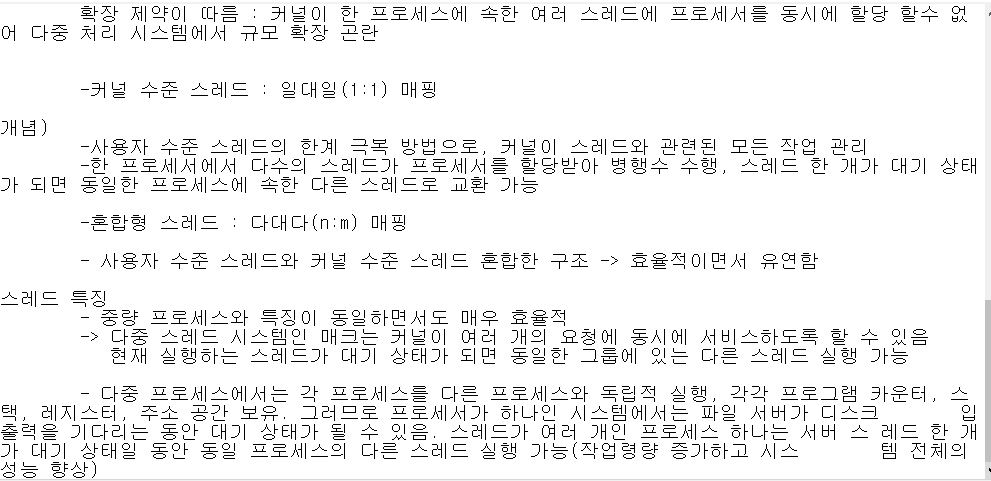 확장 제약이 따름 : 커널이 한 프로세스에 속한 여러 스레드에 프로세서를 동시에 할당 할수 없
어 다중 처리 시스템에서 규모 확장 곤란
-커널 수준 스레드 : 일대일(1:1) 매핑
개념)
-사용자 수준 스레드의 한계 극복 방법으로, 커널이 스레드와 관련된 모든 작업 관리
-한 프로세서에서 다수의 스레드가 프로세서를 할당받아 병행수 수행, 스레드 한 개가 대기 상태
가 되면 동일한 프로세스에 속한 다른 스레드로 교환 가능
-혼합형 스레드 : 다대다(n:m) 매핑
- 사용자 수준 스레드와 커널 수준 스레드 혼합한 구조 -> 효율적이면서 유연함
스레드 특징
- 중량 프로세스와 특징이 동일하면서도 매우 효율적
-> 다중 스레드 시스템인 매크는 커널이 여러 개의 요청에 동시에 서비스하도록 할 수 있음
현재 실행하는 스레드가 대기 상태가 되면 동일한 그룹에 있는 다른 스레드 실행 가능
- 다중 프로세스에서는 각 프로세스를 다른 프로세스와 독립적 실행, 각각 프로그램 카운터, 스
택, 레지스터, 주소 공간 보유. 그러므로 프로세서가 하나인 시스템에서는 파일 서버가 디스크 입
출력을 기다리는 동안 대기 상태가 될 수 있음. 스레드가 여러 개인 프로세스 하나는 서버 스 레드 한 개
가 대기 상태일 동안 동일 프로세스의 다른 스레드 실행 가능(작업령량 증가하고 시스 템 전체의
성능 향상)